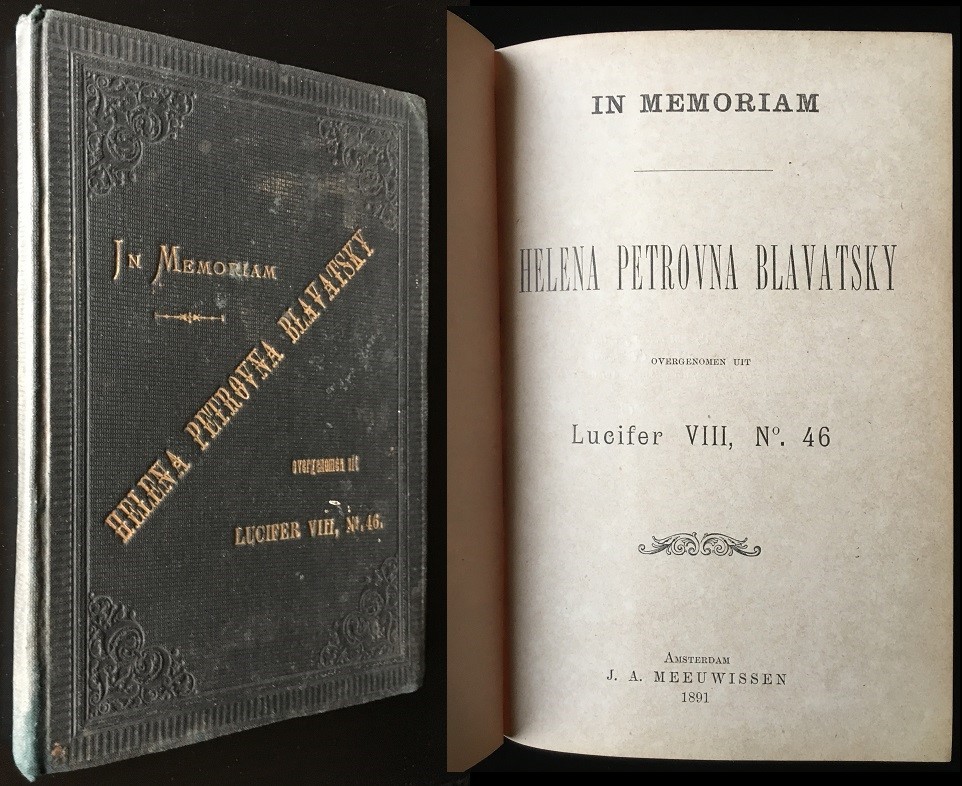 IN MEMORIAM
HELENA PETROVNA BLAVATSKY
overgenomen uit
LUCIFER VIII, No. 46.
IN MEMORIAM
HELENA PETROVNA BLAVATSKY
OVERGENOMEN UIT
Lucifer VIII, No. 46
AMSTERDAM
J. A. MEEUWISSEN
1891